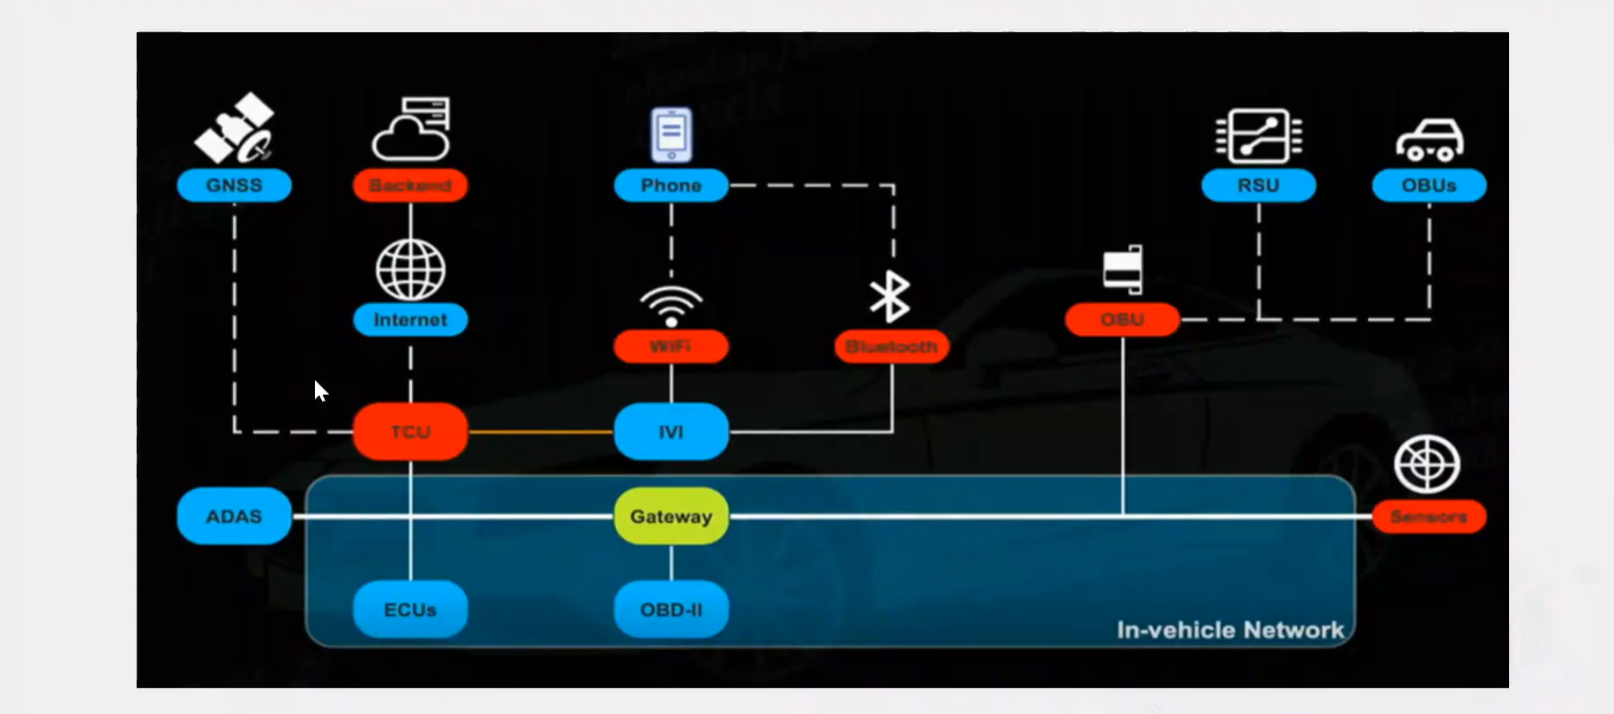 GNSS
Backend
Phone
RSU
OBUs
Internet
OBU
WiFi
Bluetooth
TCU
IVI
ADAS
Gateway
Sensors
ECUs
OBD-II
In-vehicle Network